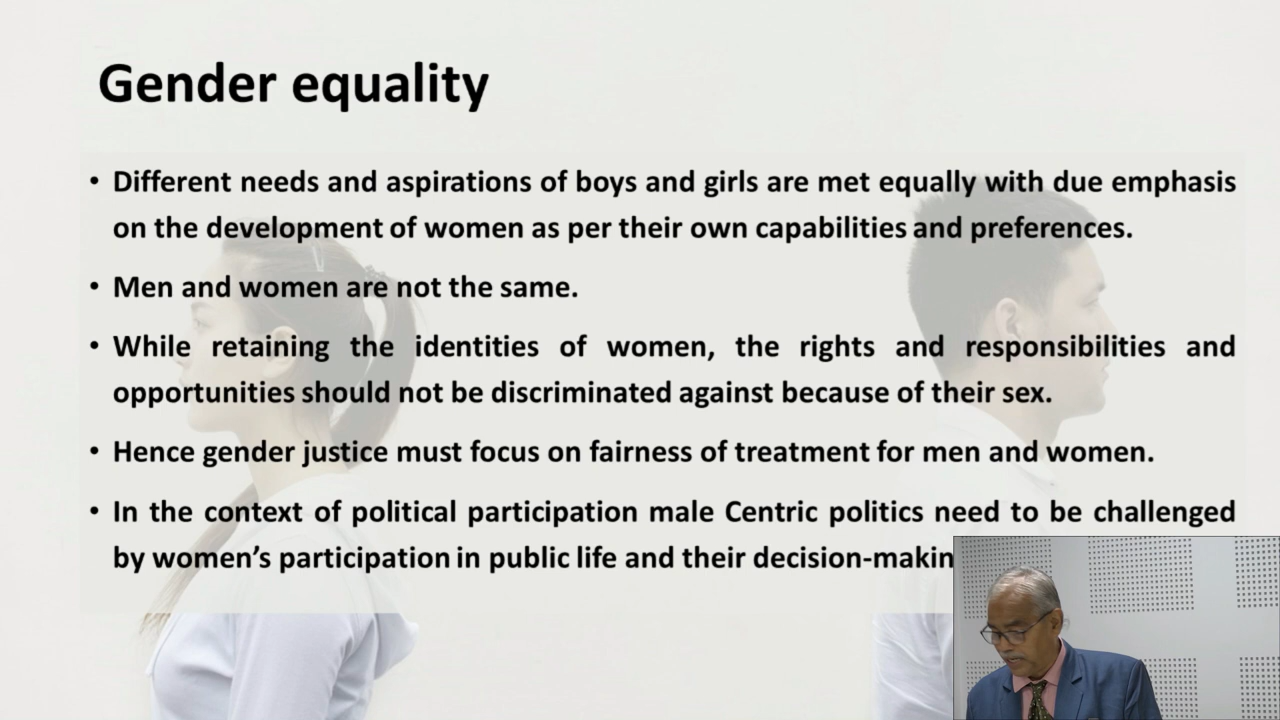 Gender equality
• Different needs and aspirations of boys and girls are met equally with due emphasis
on the development of women as per their own capabilities and preferences.
• Men and women are not the same.
• While retaining the identities of women, the rights and responsibilities and
opportunities should not be discriminated against because of their sex.
• Hence gender justice must focus on fairness of treatment for men and women.
• In the context of political participation male Centric politics need to be challenged
by women’s participation in public life and their decision-makin